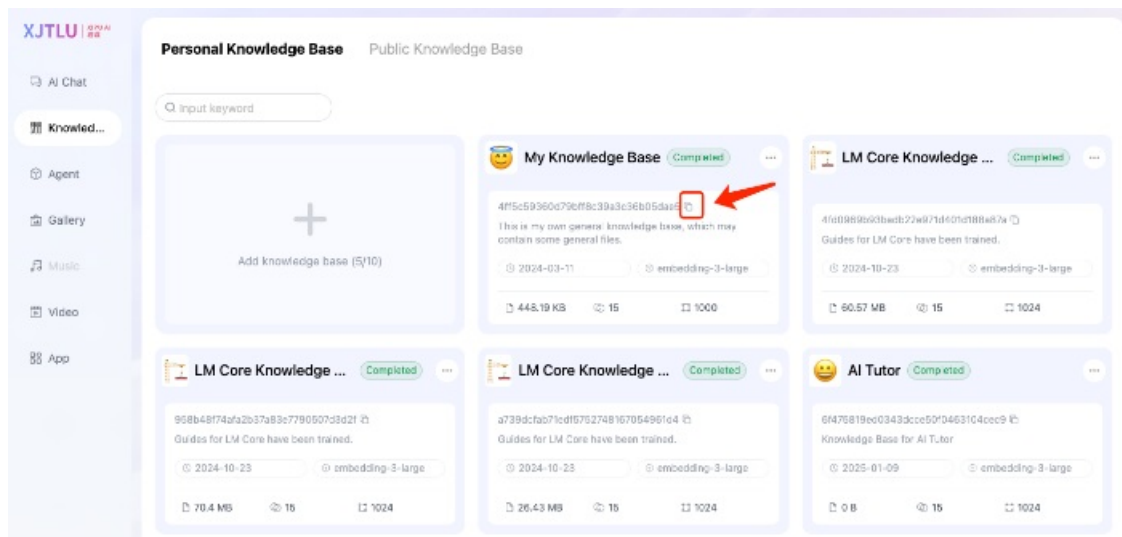 XJTLU
Personal Knowledge Base
Public Knowledge Base
AI Chat
Knowled...
Agent
Gallery
Music
Video
App
Input keyword
Add knowledge base (5/10)
My Knowledge Base
Completed
This is my own general knowledge base, which may
contain some general files.
2024-03-11
embedding-3-large
448.19 KB
15
1000
LM Core Knowledge ...
Completed
Guides for LM Core have been trained.
2024-10-23
embedding-3-large
60.57 MB
15
1024
LM Core Knowledge ...
Completed
Guides for LM Core have been trained.
2024-10-23
embedding-3-large
70.4 MB
15
1024
LM Core Knowledge ...
Completed
Guides for LM Core have been trained.
2024-10-23
embedding-3-large
26.43 MB
15
1024
AI Tutor
Completed
Knowledge Base for AI Tutor
2025-01-09
embedding-3-large
0 B
15
1024